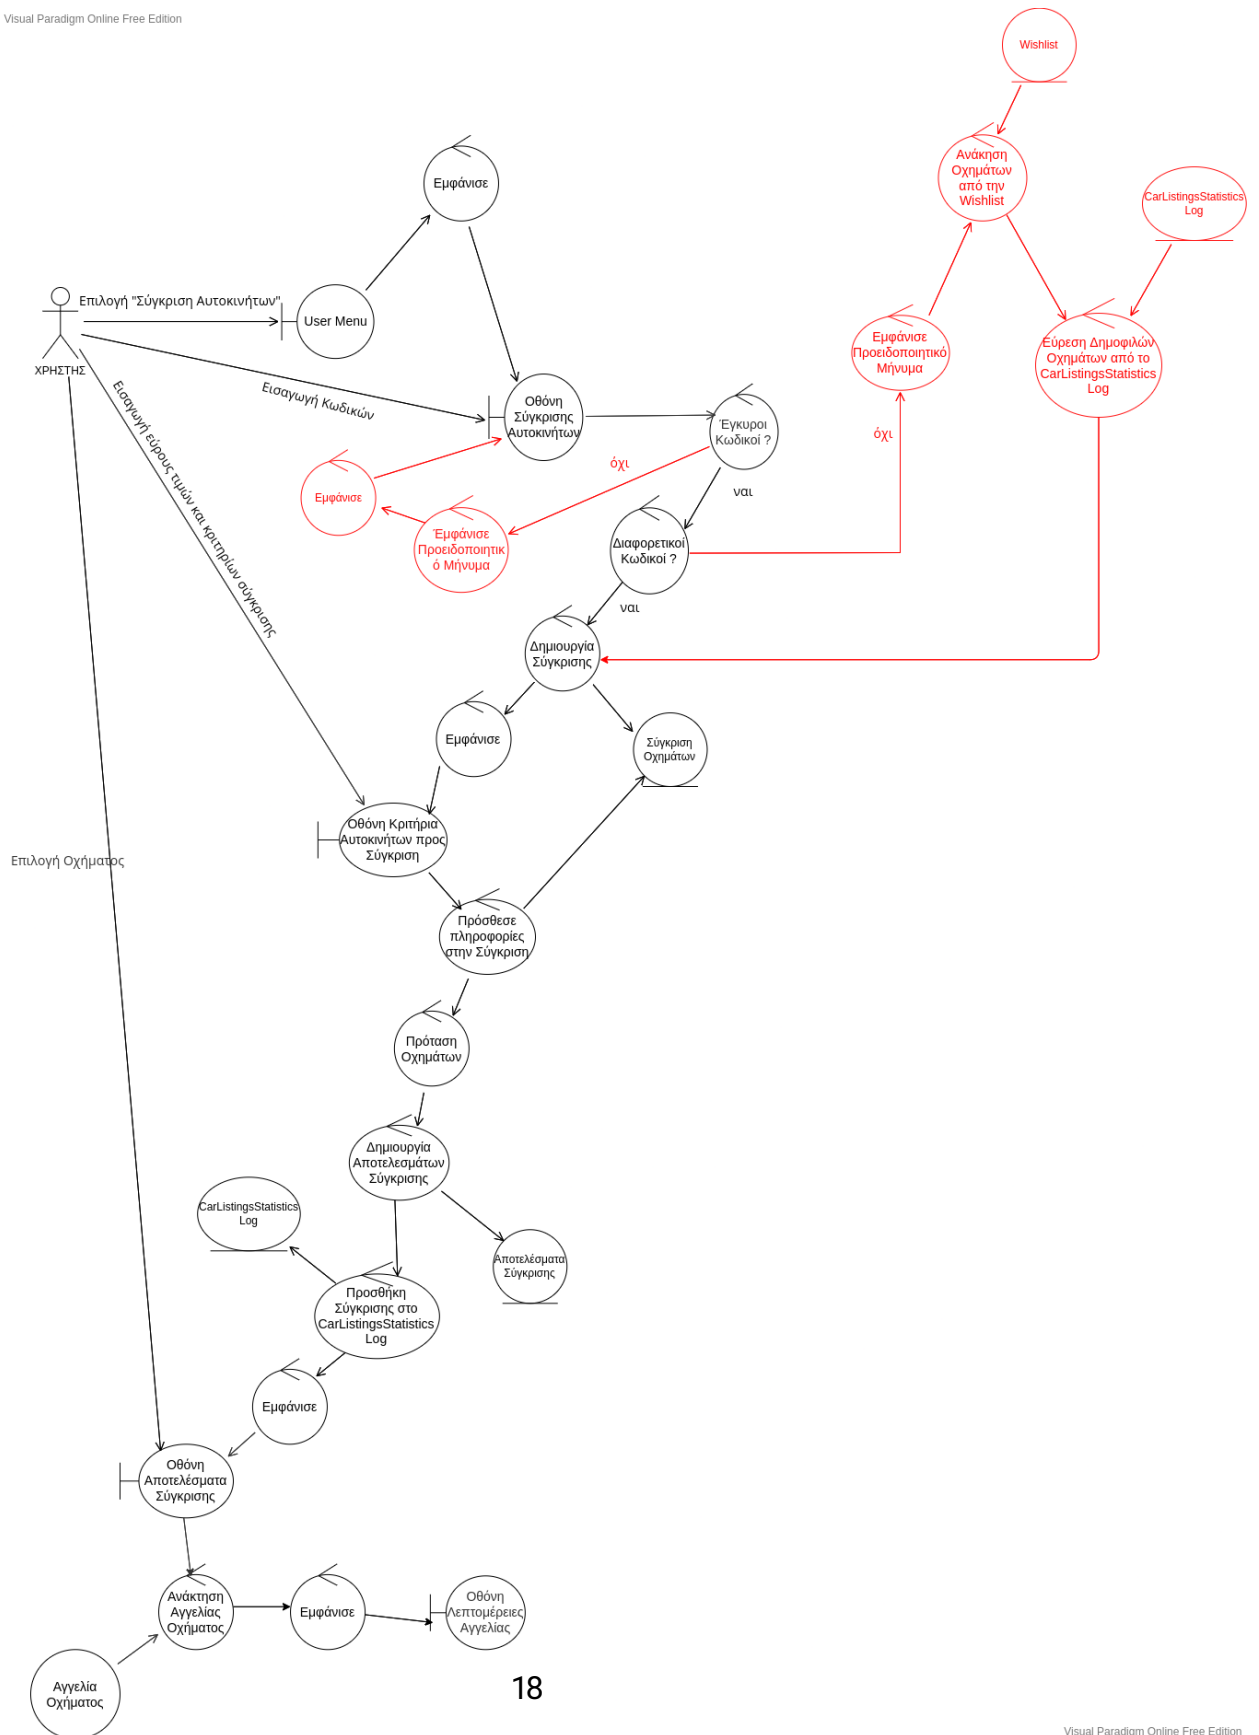 Visual Paradigm Online Free Edition
Wishlist
Ανάκηση
Οχημάτων
από την
Wishlist
CarListingsStatistics
Log
Εμφάνισε
Επιλογή "Σύγκριση Αυτοκινήτων"
User Menu
ΧΡΗΣΤΗΣ
Εμφάνισε
Προειδοποιητικό
Μήνυμα
Εύρεση Δημοφιλών
Οχημάτων από το
CarListingsStatistics
Log
Εισαγωγή Κωδικών
Οθόνη
Σύγκρισης
Αυτοκινήτων
Έγκυροι
Κωδικοί ?
όχι
όχι
ναι
Εισαγωγή εύρους τιμών και κριτηρίων σύγκρισης
Εμφάνισε
Έμφάνισε
Προειδοποιητικ
ό Μήνυμα
Διαφορετικοί
Κωδικοί ?
ναι
Δημιουργία
Σύγκρισης
Εμφάνισε
Σύγκριση
Οχημάτων
Οθόνη Κριτήρια
Αυτοκινήτων προς
Σύγκριση
Επιλογή Οχήματος
Πρόσθεσε
πληροφορίες
στην Σύγκριση
Πρόταση
Οχημάτων
Δημιουργία
Αποτελεσμάτων
Σύγκρισης
CarListingsStatistics
Log
Αποτελέσματα
Σύγκρισης
Προσθήκη
Σύγκρισης στο
CarListingsStatistics
Log
Εμφάνισε
Οθόνη
Αποτελέσματα
Σύγκρισης
Ανάκτηση
Αγγελίας
Οχήματος
Εμφάνισε
Οθόνη
Λεπτομέρειες
Αγγελίας
Αγγελία
Οχήματος
18
Visual Paradigm Online Free Edition